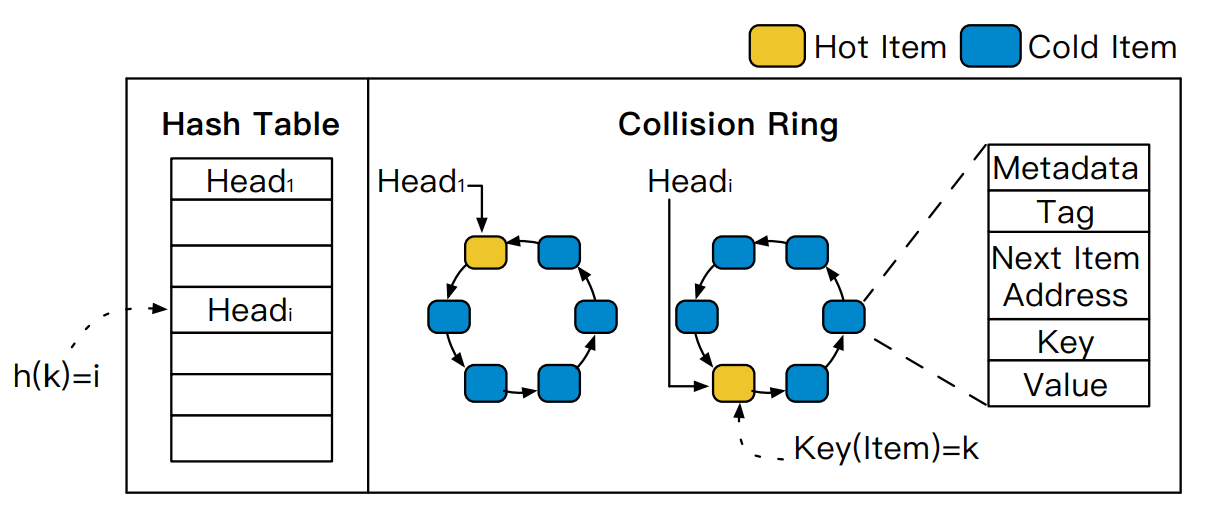 Hot Item
Cold Item
Hash Table
Collision Ring
Head₁
Head₁
Headᵢ
Metadata
Tag
Next Item
Address
Headᵢ
Key
h(k)=i
Value
Key(Item)=k